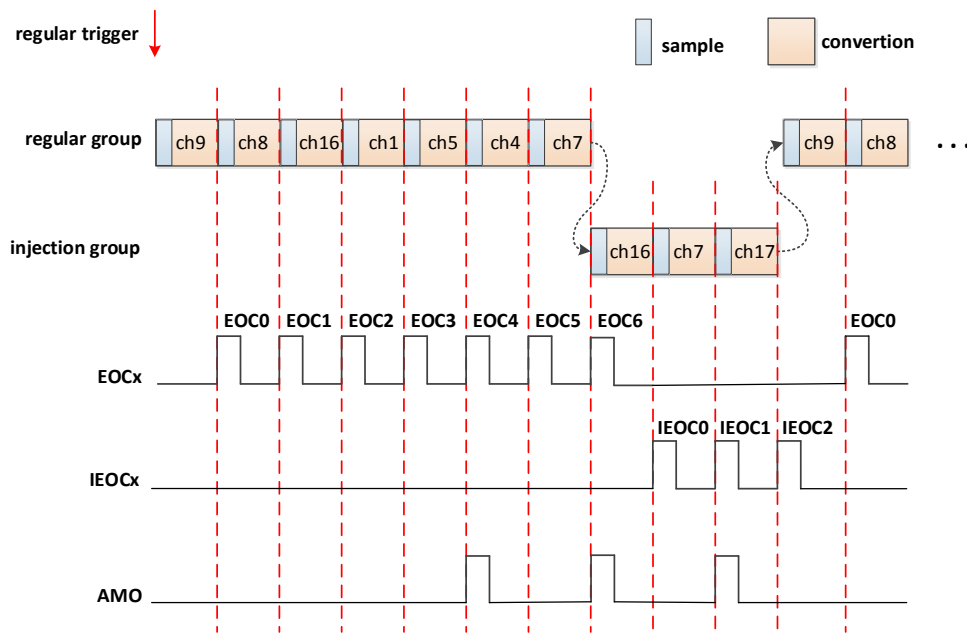 regular trigger
sample
convertion
regular group
ch9 ch8 ch16 ch1 ch5 ch4 ch7 ch9 ch8 ...
injection group
ch16 ch7 ch17
EOC0 EOC1 EOC2 EOC3 EOC4 EOC5 EOC6 EOC0
EOCx
IEOC0 IEOC1 IEOC2
IEOCx
AMO